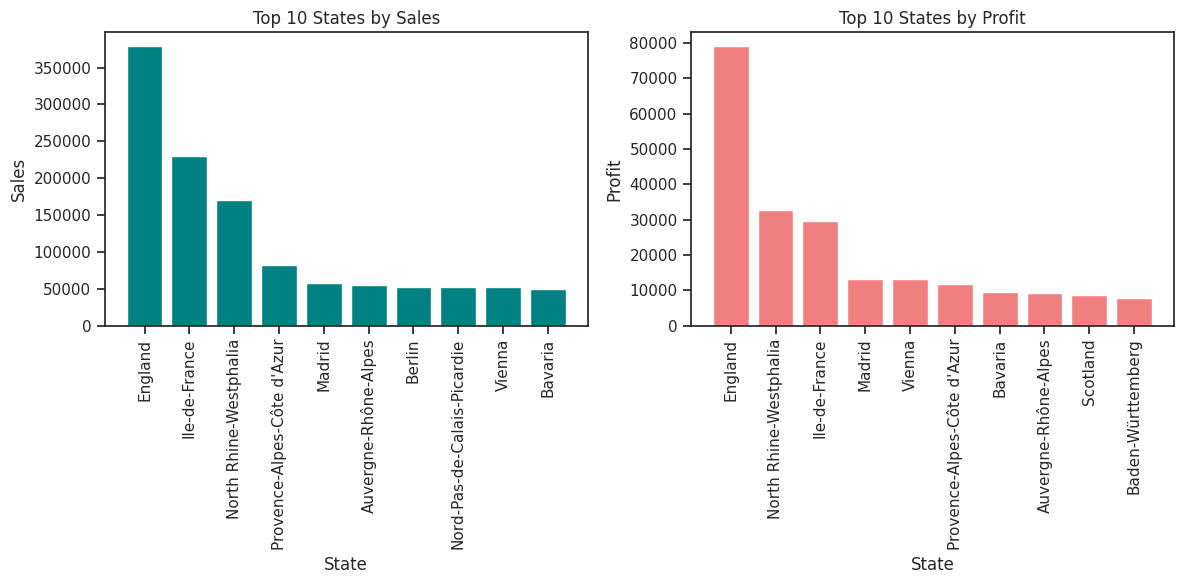 Top 10 States by Sales
Sales
350000
300000
250000
200000
150000
100000
50000
0
England
Ile-de-France
North Rhine-Westphalia
Provence-Alpes-Côte d'Azur
Madrid
Auvergne-Rhône-Alpes
Berlin
Nord-Pas-de-Calais-Picardie
Vienna
Bavaria
State
Top 10 States by Profit
Profit
80000
70000
60000
50000
40000
30000
20000
10000
0
England
North Rhine-Westphalia
Ile-de-France
Madrid
Vienna
Provence-Alpes-Côte d'Azur
Bavaria
Auvergne-Rhône-Alpes
Scotland
Baden-Württemberg
State